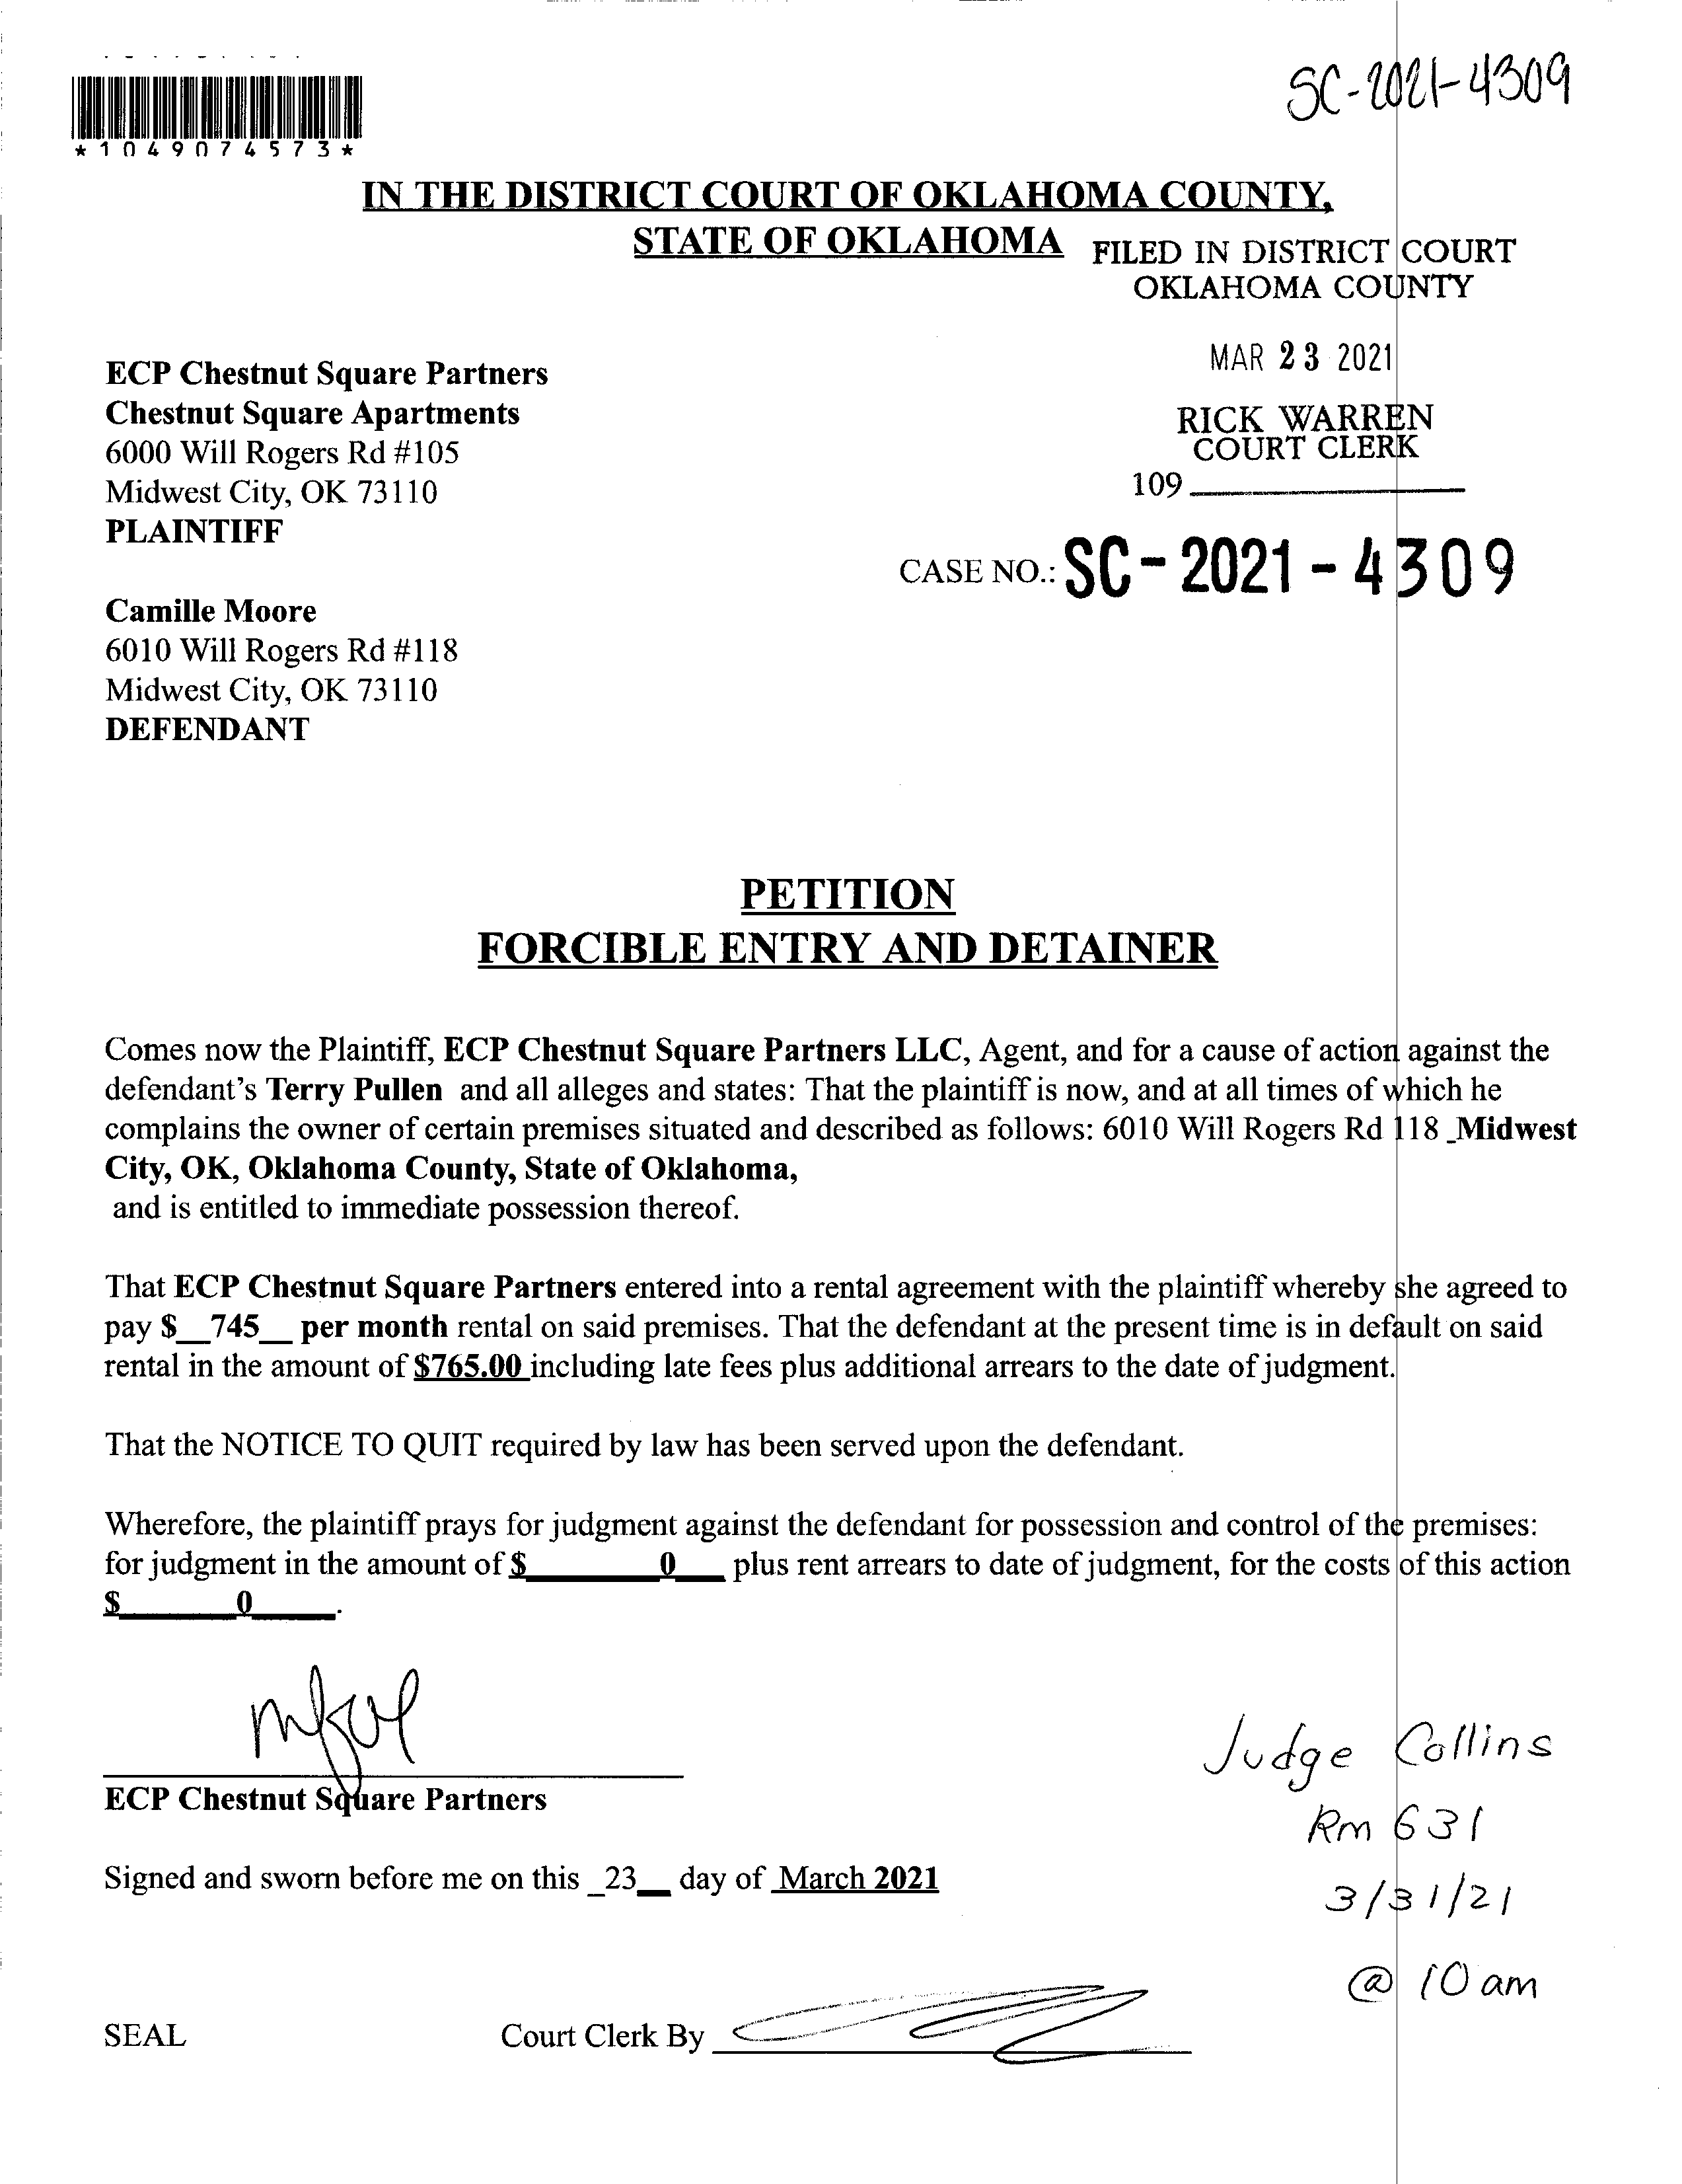 SC-2021-4309
*1049074573*
IN THE DISTRICT COURT OF OKLAHOMA COUNTY,
STATE OF OKLAHOMA
FILED IN DISTRICT COURT
OKLAHOMA COUNTY
MAR 23 2021
RICK WARREN
COURT CLERK
109
ECP Chestnut Square Partners
Chestnut Square Apartments
6000 Will Rogers Rd #105
Midwest City, OK 73110
PLAINTIFF
CASE NO.: SC-2021-4309
Camille Moore
6010 Will Rogers Rd #118
Midwest City, OK 73110
DEFENDANT
PETITION
FORCIBLE ENTRY AND DETAINER
Comes now the Plaintiff, ECP Chestnut Square Partners LLC, Agent, and for a cause of action against the
defendant's Terry Pullen and all alleges and states: That the plaintiff is now, and at all times of which he
complains the owner of certain premises situated and described as follows: 6010 Will Rogers Rd 118 _Midwest
City, OK, Oklahoma County, State of Oklahoma,
and is entitled to immediate possession thereof.
That ECP Chestnut Square Partners entered into a rental agreement with the plaintiff whereby she agreed to
pay $__745__ per month rental on said premises. That the defendant at the present time is in default on said
rental in the amount of $765.00 including late fees plus additional arrears to the date of judgment.
That the NOTICE TO QUIT required by law has been served upon the defendant.
Wherefore, the plaintiff prays for judgment against the defendant for possession and control of the premises:
for judgment in the amount of $________0___ plus rent arrears to date of judgment, for the costs of this action
$_______0_____.
ECP Chestnut Square Partners
Signed and sworn before me on this _23__ day of March 2021
Judge Collins
Rm 631
3/31/21
@ 10 am
SEAL
Court Clerk By